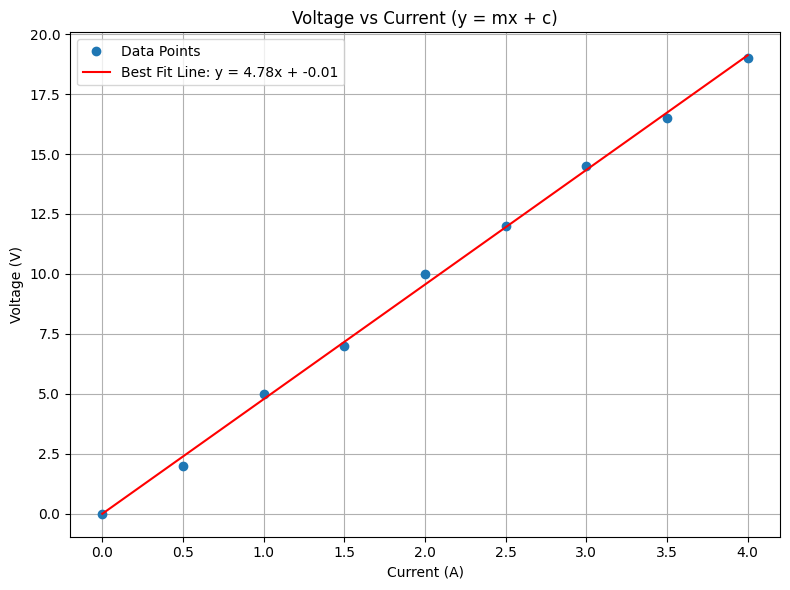 Voltage vs Current (y = mx + c)
Data Points
Best Fit Line: y = 4.78x + -0.01
Voltage (V)
20.0
17.5
15.0
12.5
10.0
7.5
5.0
2.5
0.0
0.0 0.5 1.0 1.5 2.0 2.5 3.0 3.5 4.0
Current (A)